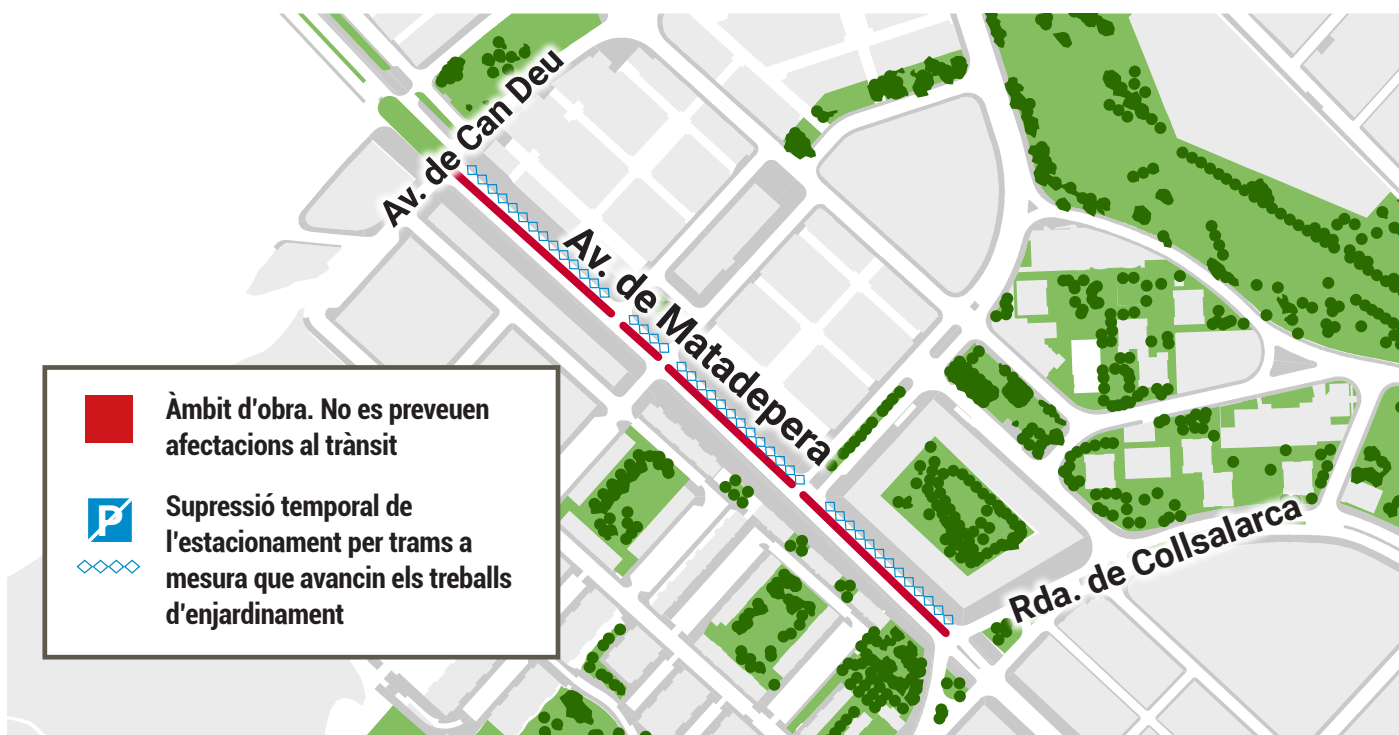 Av. de Can Deu
Av. de Matadepera
Àmbit d'obra. No es preveuen
afectacions al trànsit
P
Supressió temporal de
l'estacionament per trams a
mesura que avancin els treballs
d'enjardinament
Rda. de Collsalarca